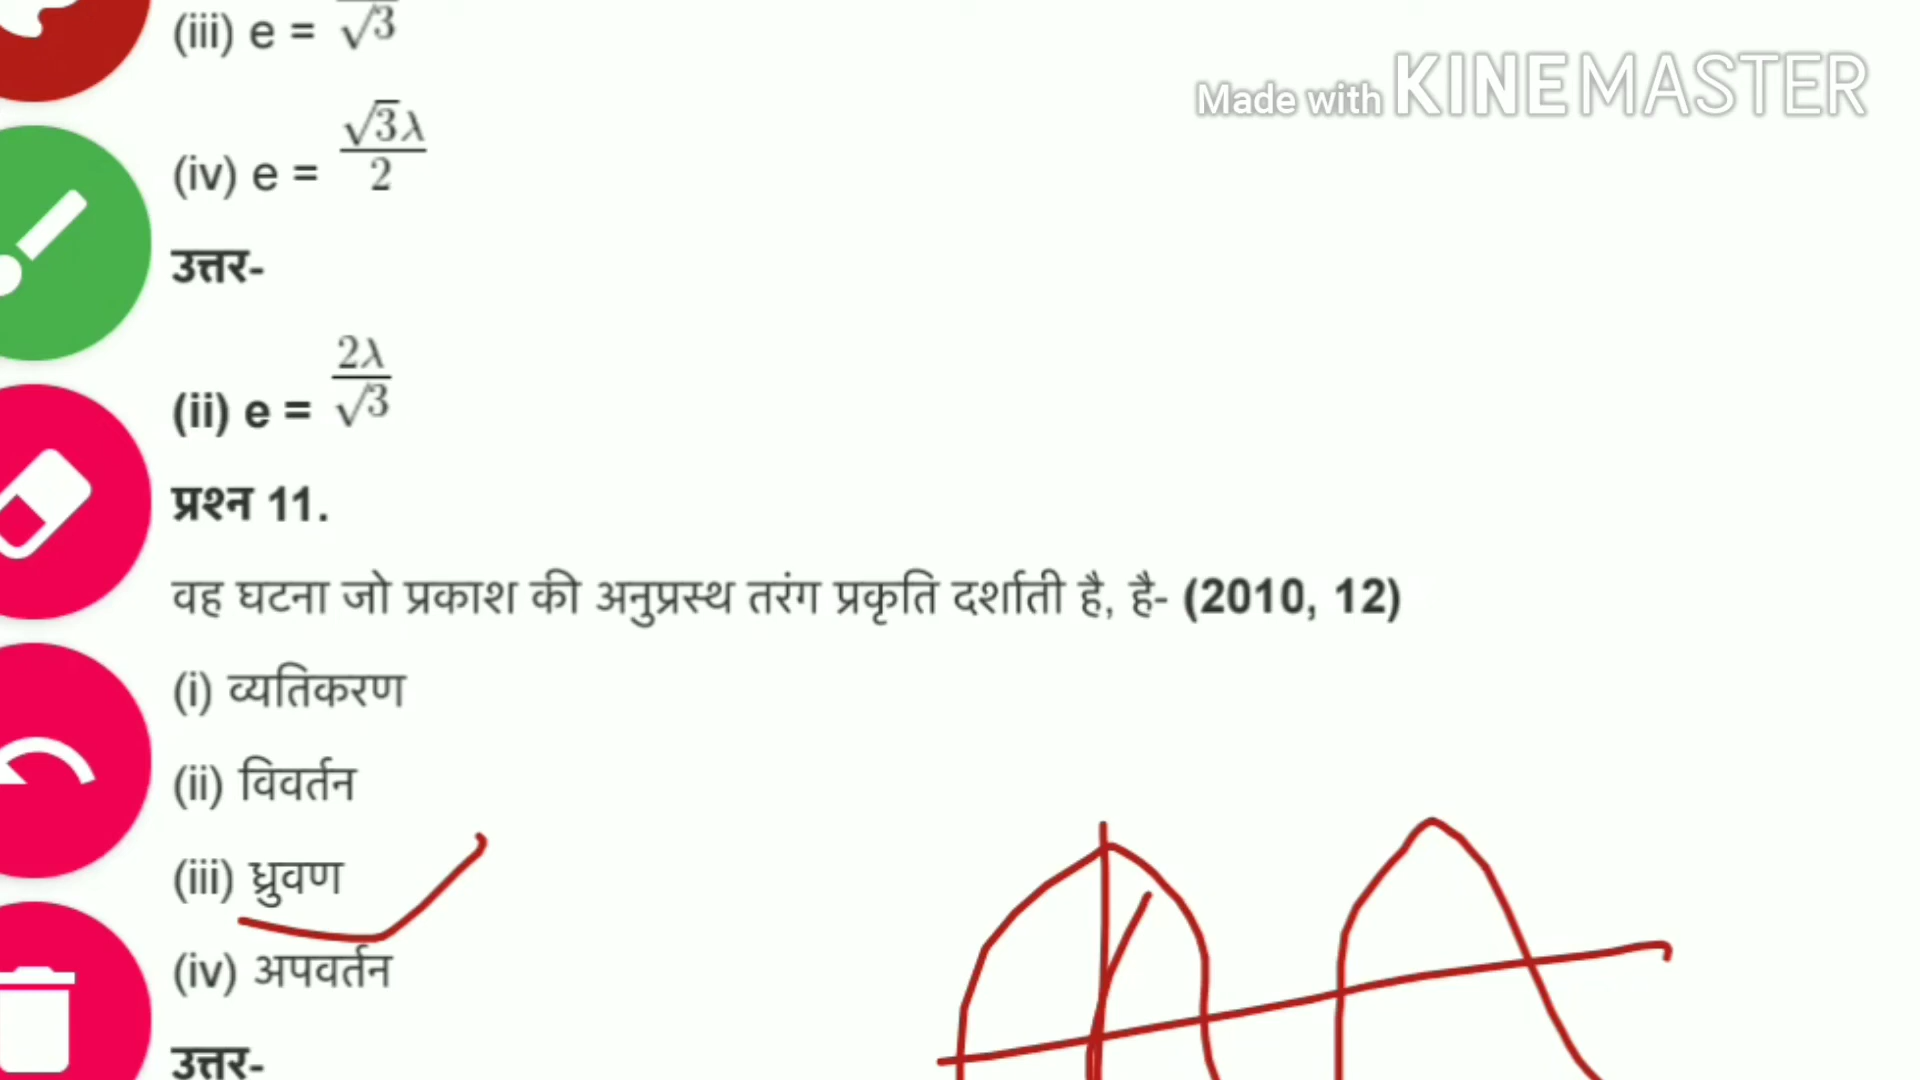 (iii) e = √3
Made with KINEMASTER
(iv) e = √3λ/2
उत्तर-
(ii) e = 2λ/√3
प्रश्न 11.
वह घटना जो प्रकाश की अनुप्रस्थ तरंग प्रकृति दर्शाती है, है- (2010, 12)
(i) व्यतिकरण
(ii) विवर्तन
(iii) ध्रुवण
(iv) अपवर्तन
उत्तर-